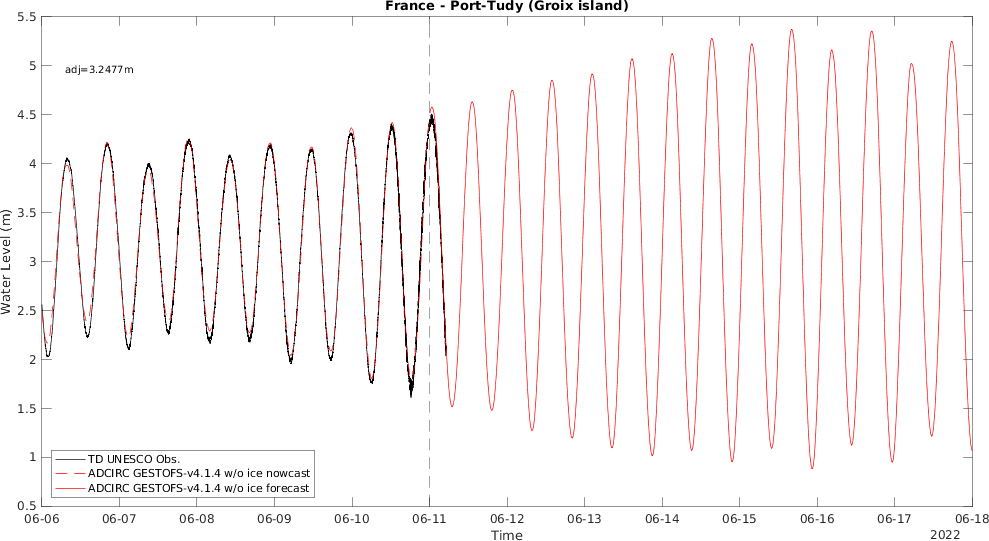 France - Port-Tudy (Groix island)
5.5
5
4.5
4
3.5
3
2.5
2
1.5
1
0.5
Water Level (m)
adj=3.2477m
TD UNESCO Obs.
ADCIRC GESTOFS-v4.1.4 w/o ice nowcast
ADCIRC GESTOFS-v4.1.4 w/o ice forecast
06-06 06-07 06-08 06-09 06-10 06-11 06-12 06-13 06-14 06-15 06-16 06-17 06-18
Time
2022